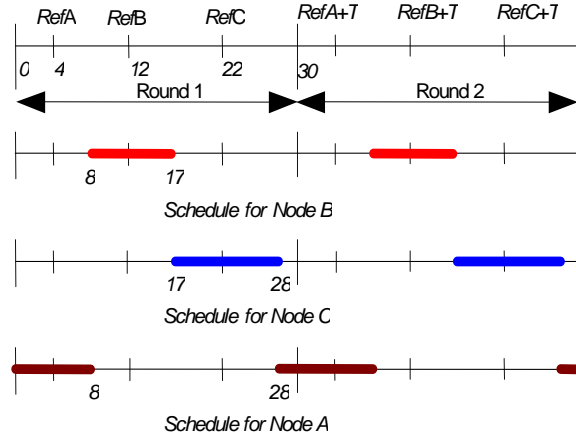 RefA RefB RefC RefA+T RefB+T RefC+T
0 4 12 22 30
Round 1 Round 2
8 17
Schedule for Node B
17 28
Schedule for Node C
8 28
Schedule for Node A